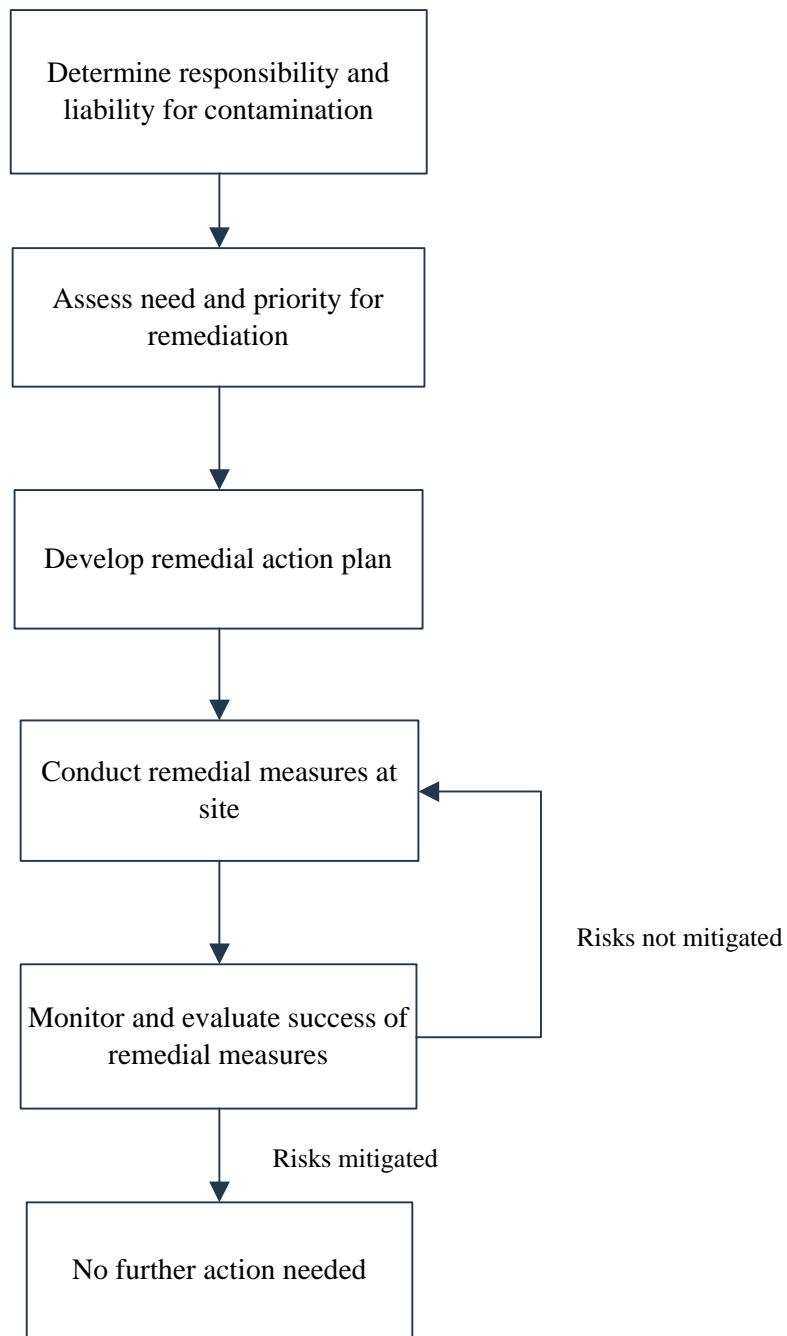 Determine responsibility and
liability for contamination
Assess need and priority for
remediation
Develop remedial action plan
Conduct remedial measures at
site
Risks not mitigated
Monitor and evaluate success of
remedial measures
Risks mitigated
No further action needed